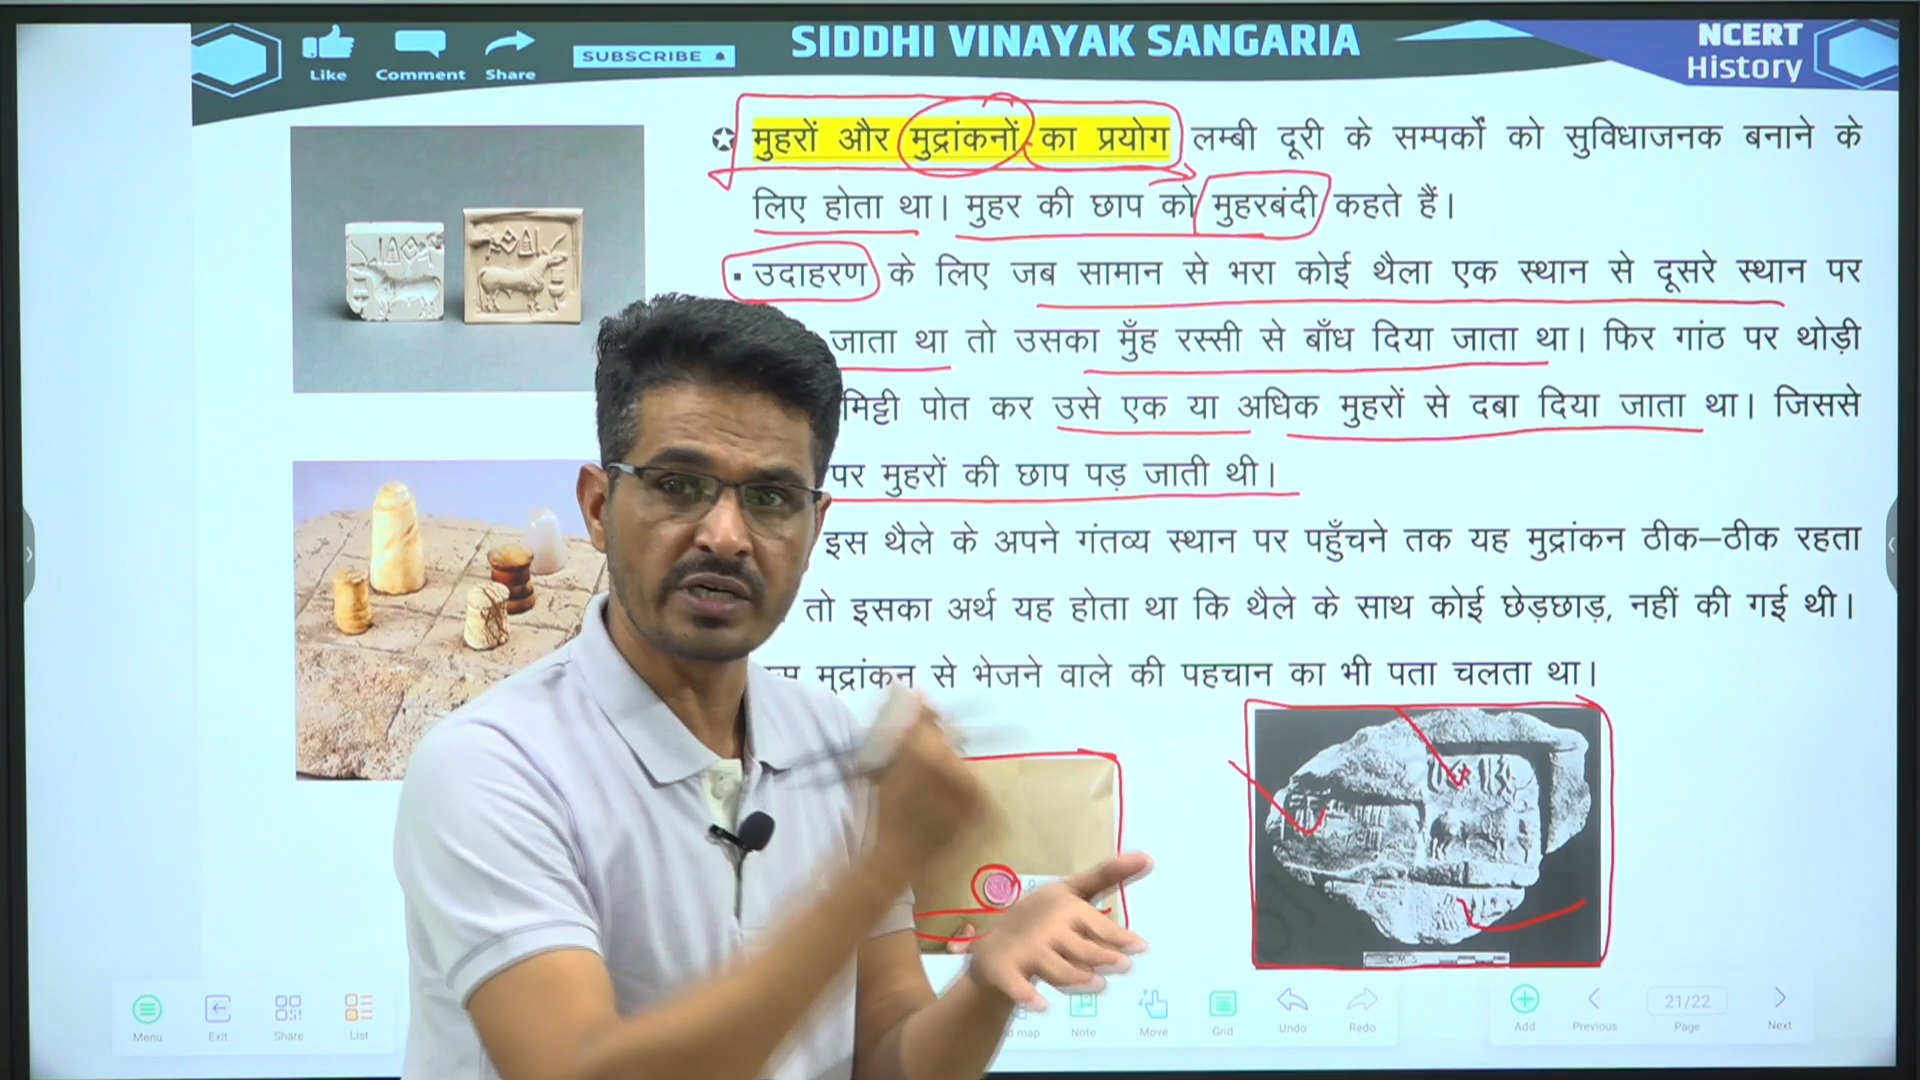 SIDDHI VINAYAK SANGARIA
NCERT
History
Like
Comment
Share
SUBSCRIBE
मुहरों और मुद्रांकनों का प्रयोग लम्बी दूरी के सम्पर्कों को सुविधाजनक बनाने के
लिए होता था। मुहर की छाप को मुहरबंदी कहते हैं।
▪ उदाहरण के लिए जब सामान से भरा कोई थैला एक स्थान से दूसरे स्थान पर
जाता था तो उसका मुँह रस्सी से बाँध दिया जाता था। फिर गांठ पर थोड़ी
मिट्टी पोत कर उसे एक या अधिक मुहरों से दबा दिया जाता था। जिससे
पर मुहरों की छाप पड़ जाती थी।
इस थैले के अपने गंतव्य स्थान पर पहुँचने तक यह मुद्रांकन ठीक–ठीक रहता
तो इसका अर्थ यह होता था कि थैले के साथ कोई छेड़छाड़, नहीं की गई थी।
मुद्रांकन से भेजने वाले की पहचान का भी पता चलता था।
CMS
Menu
Exit
Share
List
map
Note
Move
Grid
Undo
Redo
Add
Previous
21/22
Page
Next